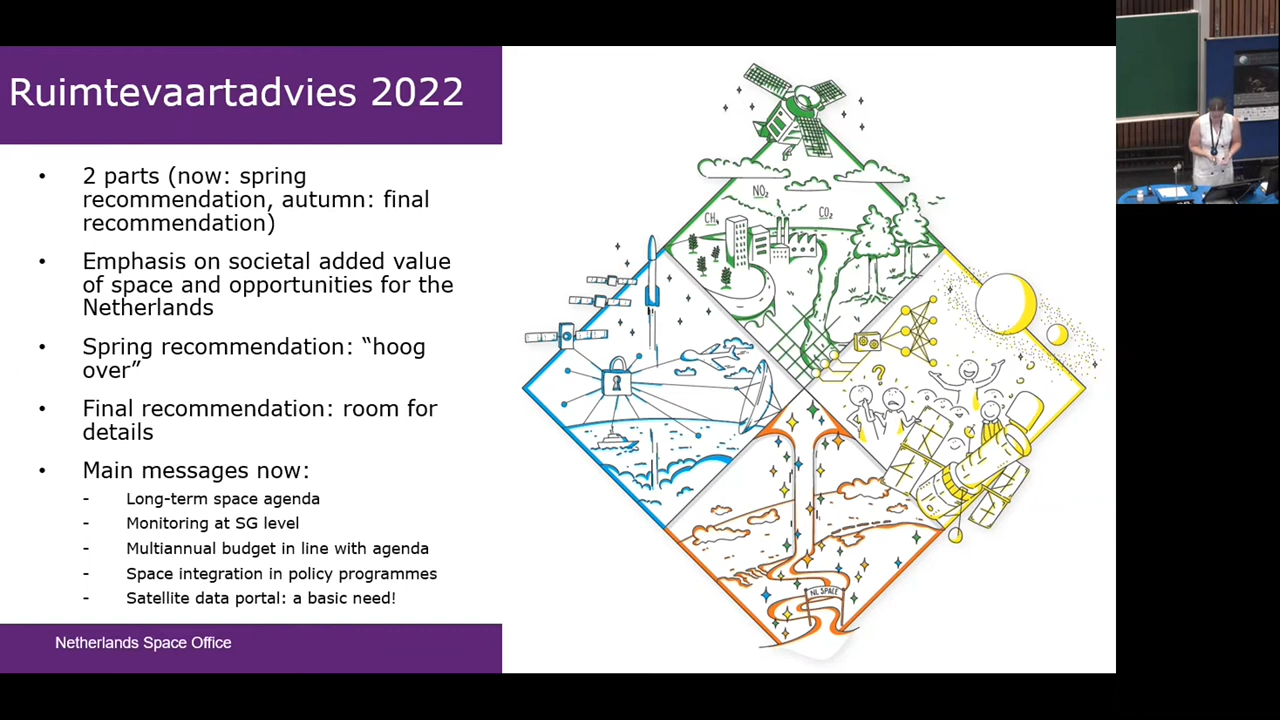 Ruimtevaartadvies 2022
• 2 parts (now: spring
recommendation, autumn: final
recommendation)
• Emphasis on societal added value
of space and opportunities for the
Netherlands
• Spring recommendation: “hoog
over”
• Final recommendation: room for
details
• Main messages now:
- Long-term space agenda
- Monitoring at SG level
- Multiannual budget in line with agenda
- Space integration in policy programmes
- Satellite data portal: a basic need!
Netherlands Space Office
NO₂
CH₄
CO₂
?
NL SPACE